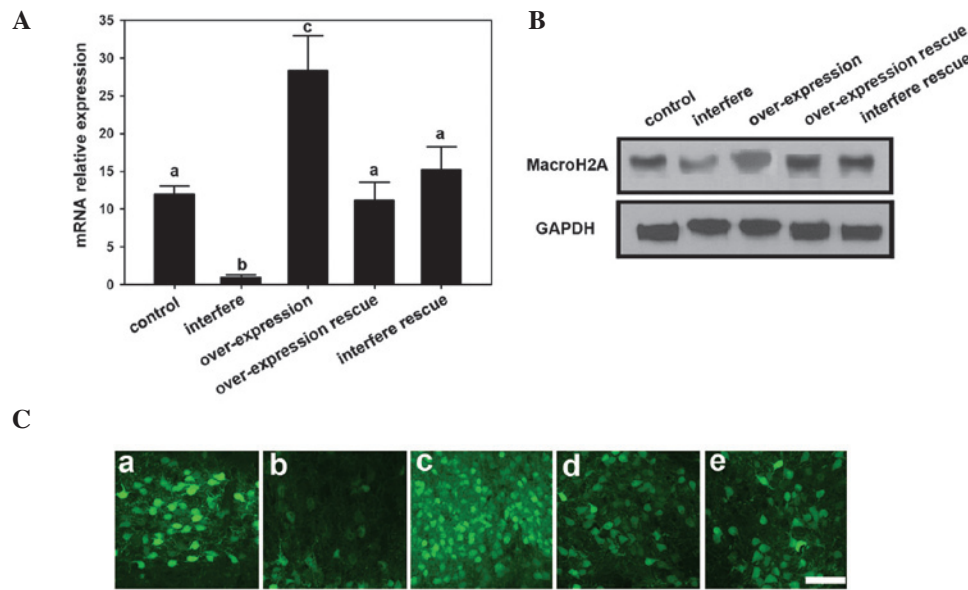 A
mRNA relative expression
35
30
25
20
15
10
5
0
a
b
c
a
a
control
interfere
over-expression
over-expression rescue
interfere rescue
B
control
interfere
over-expression
over-expression rescue
interfere rescue
MacroH2A
GAPDH
C
a
b
c
d
e